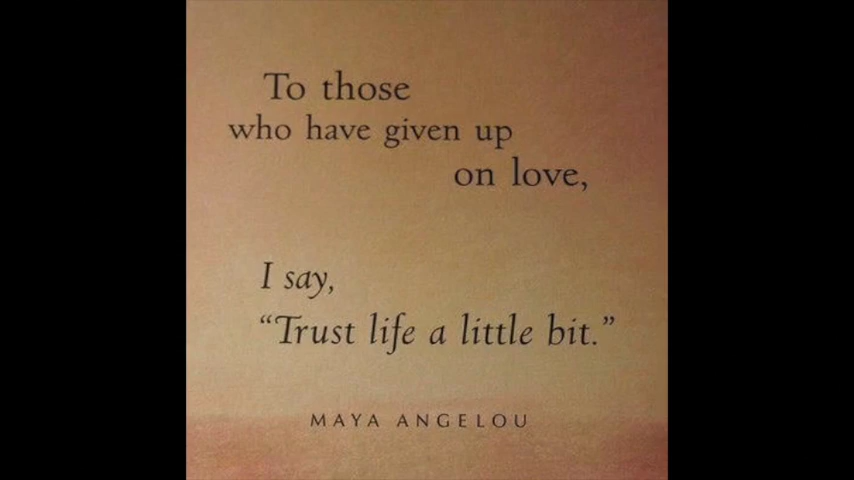 To those
who have given up
on love,
I say,
“Trust life a little bit.”
MAYA ANGELOU